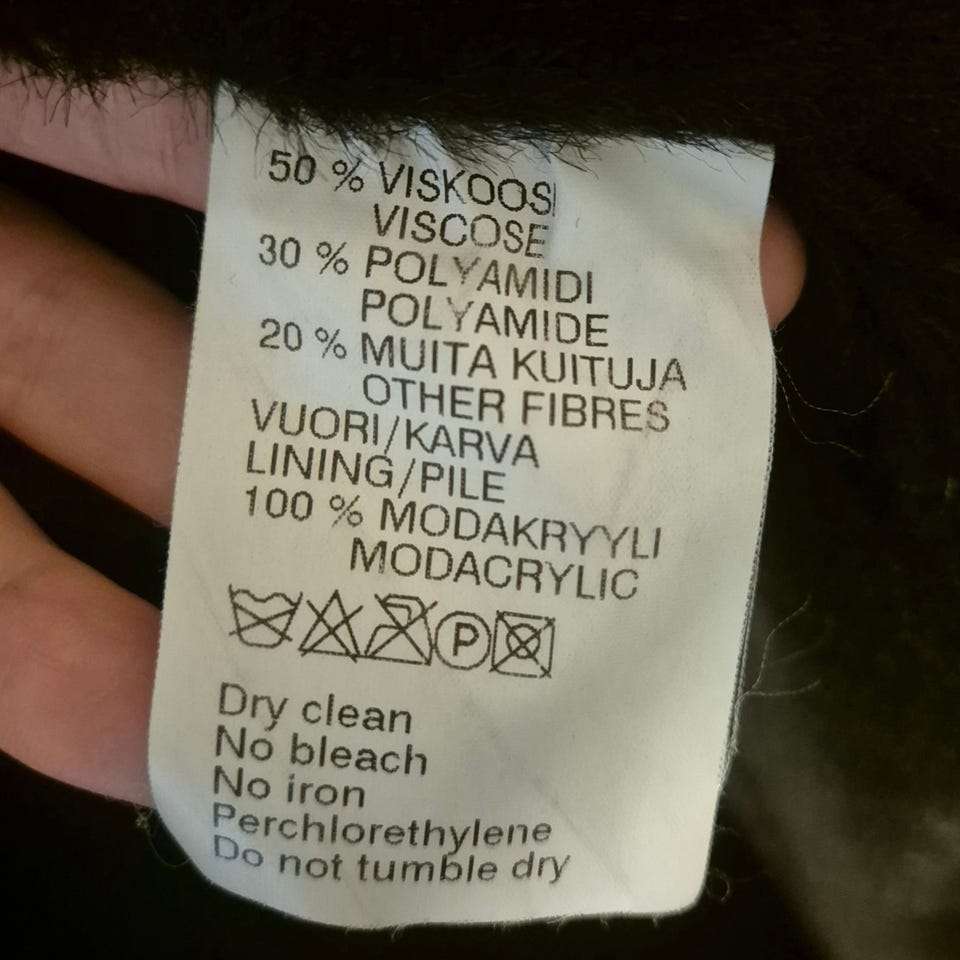 50 % VISKOOSI
VISCOSE
30 % POLYAMIDI
POLYAMIDE
20 % MUITA KUITUJA
OTHER FIBRES
VUORI/KARVA
LINING/PILE
100 % MODAKRYYLI
MODACRYLIC
P
Dry clean
No bleach
No iron
Perchlorethylene
Do not tumble dry